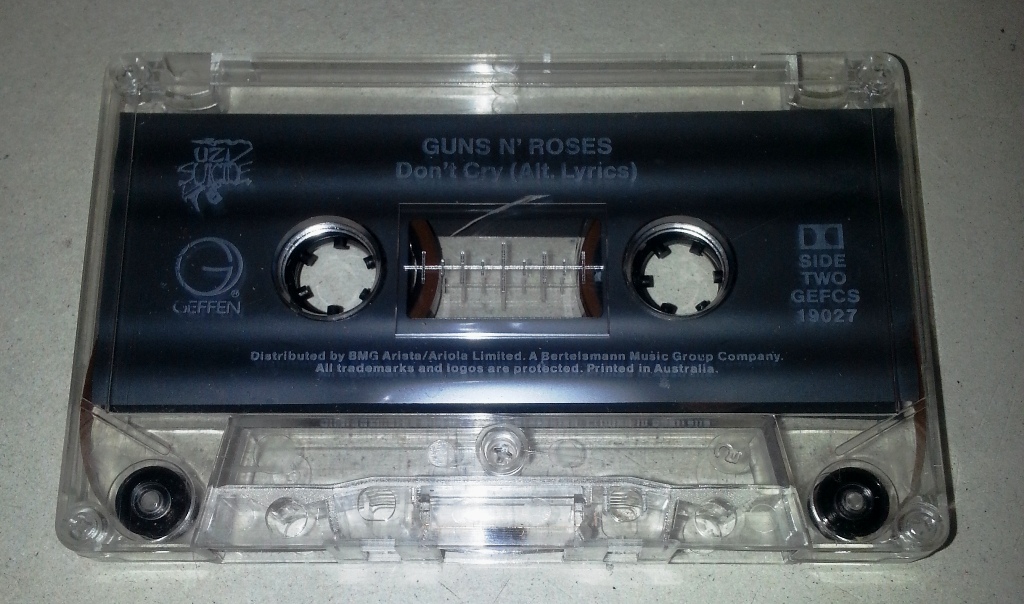 GUNS N' ROSES
Don't Cry (Alt. Lyrics)
UZI
SUICIDE
GEFFEN
®
SIDE
TWO
GEFCS
19027
Distributed by BMG Arista/Ariola Limited. A Bertelsmann Music Group Company.
All trademarks and logos are protected. Printed in Australia.